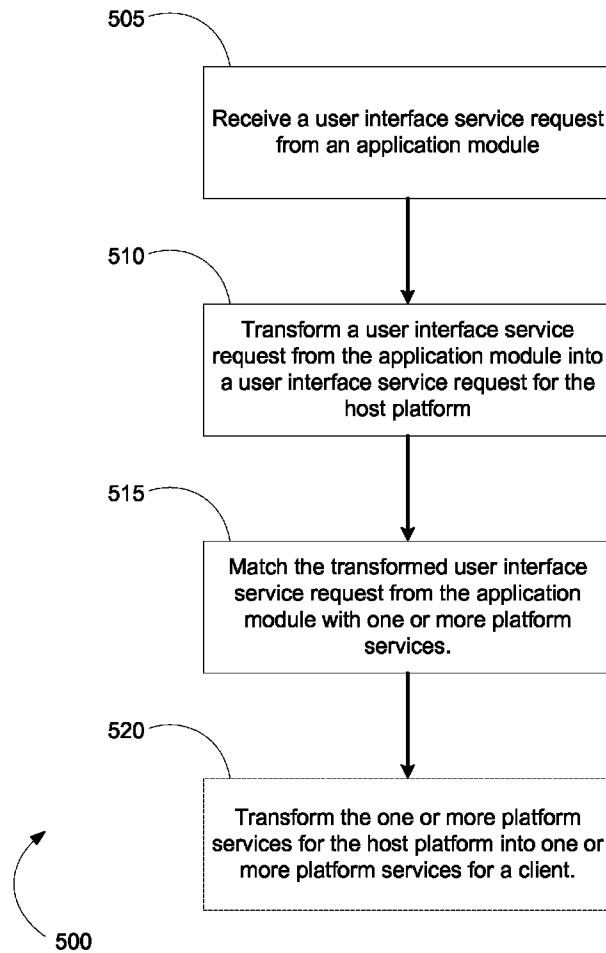 505
Receive a user interface service request
from an application module
510
Transform a user interface service
request from the application module into
a user interface service request for the
host platform
515
Match the transformed user interface
service request from the application
module with one or more platform
services.
520
Transform the one or more platform
services for the host platform into one or
more platform services for a client.
500